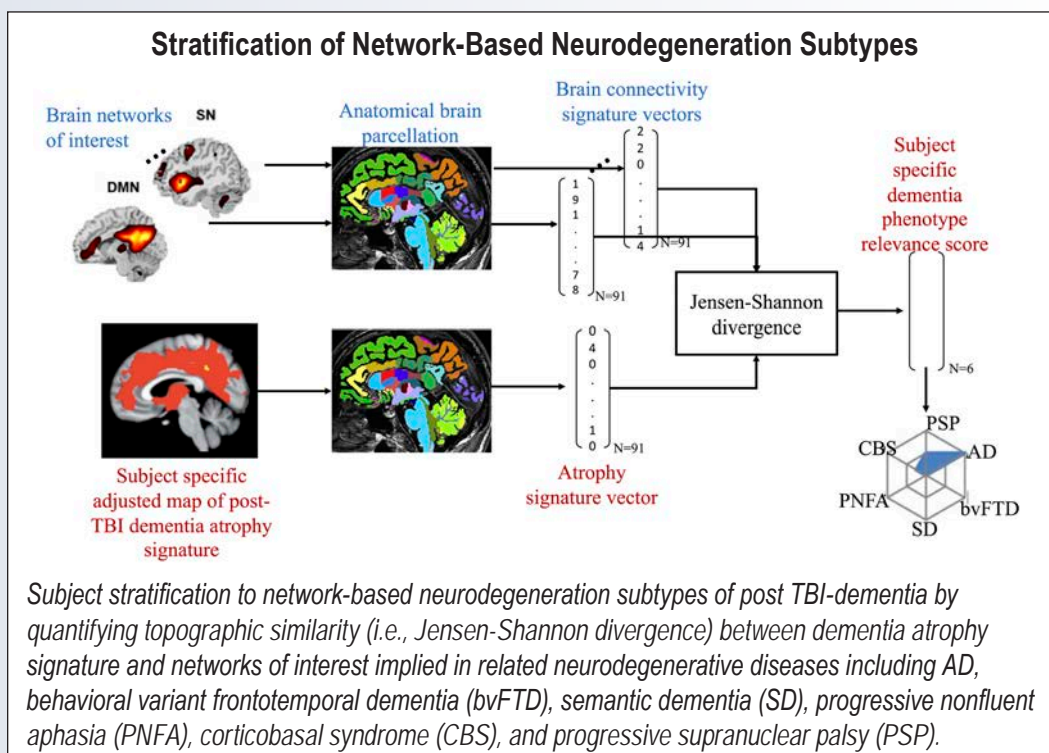 Stratification of Network-Based Neurodegeneration Subtypes
Brain networks
of interest
SN
DMN
Anatomical brain
parcellation
Brain connectivity
signature vectors
2
2
0
.
.
.
1
4
N=91
1
9
1
.
.
.
7
8
N=91
Subject
specific
dementia
phenotype
relevance score
Jensen-Shannon
divergence
N=6
0
4
0
.
.
.
1
0
N=91
Subject specific
adjusted map of post-
TBI dementia atrophy
signature
Atrophy
signature vector
PSP
CBS
AD
PNFA
bvFTD
SD
Subject stratification to network-based neurodegeneration subtypes of post TBI-dementia by
quantifying topographic similarity (i.e., Jensen-Shannon divergence) between dementia atrophy
signature and networks of interest implied in related neurodegenerative diseases including AD,
behavioral variant frontotemporal dementia (bvFTD), semantic dementia (SD), progressive nonfluent
aphasia (PNFA), corticobasal syndrome (CBS), and progressive supranuclear palsy (PSP).